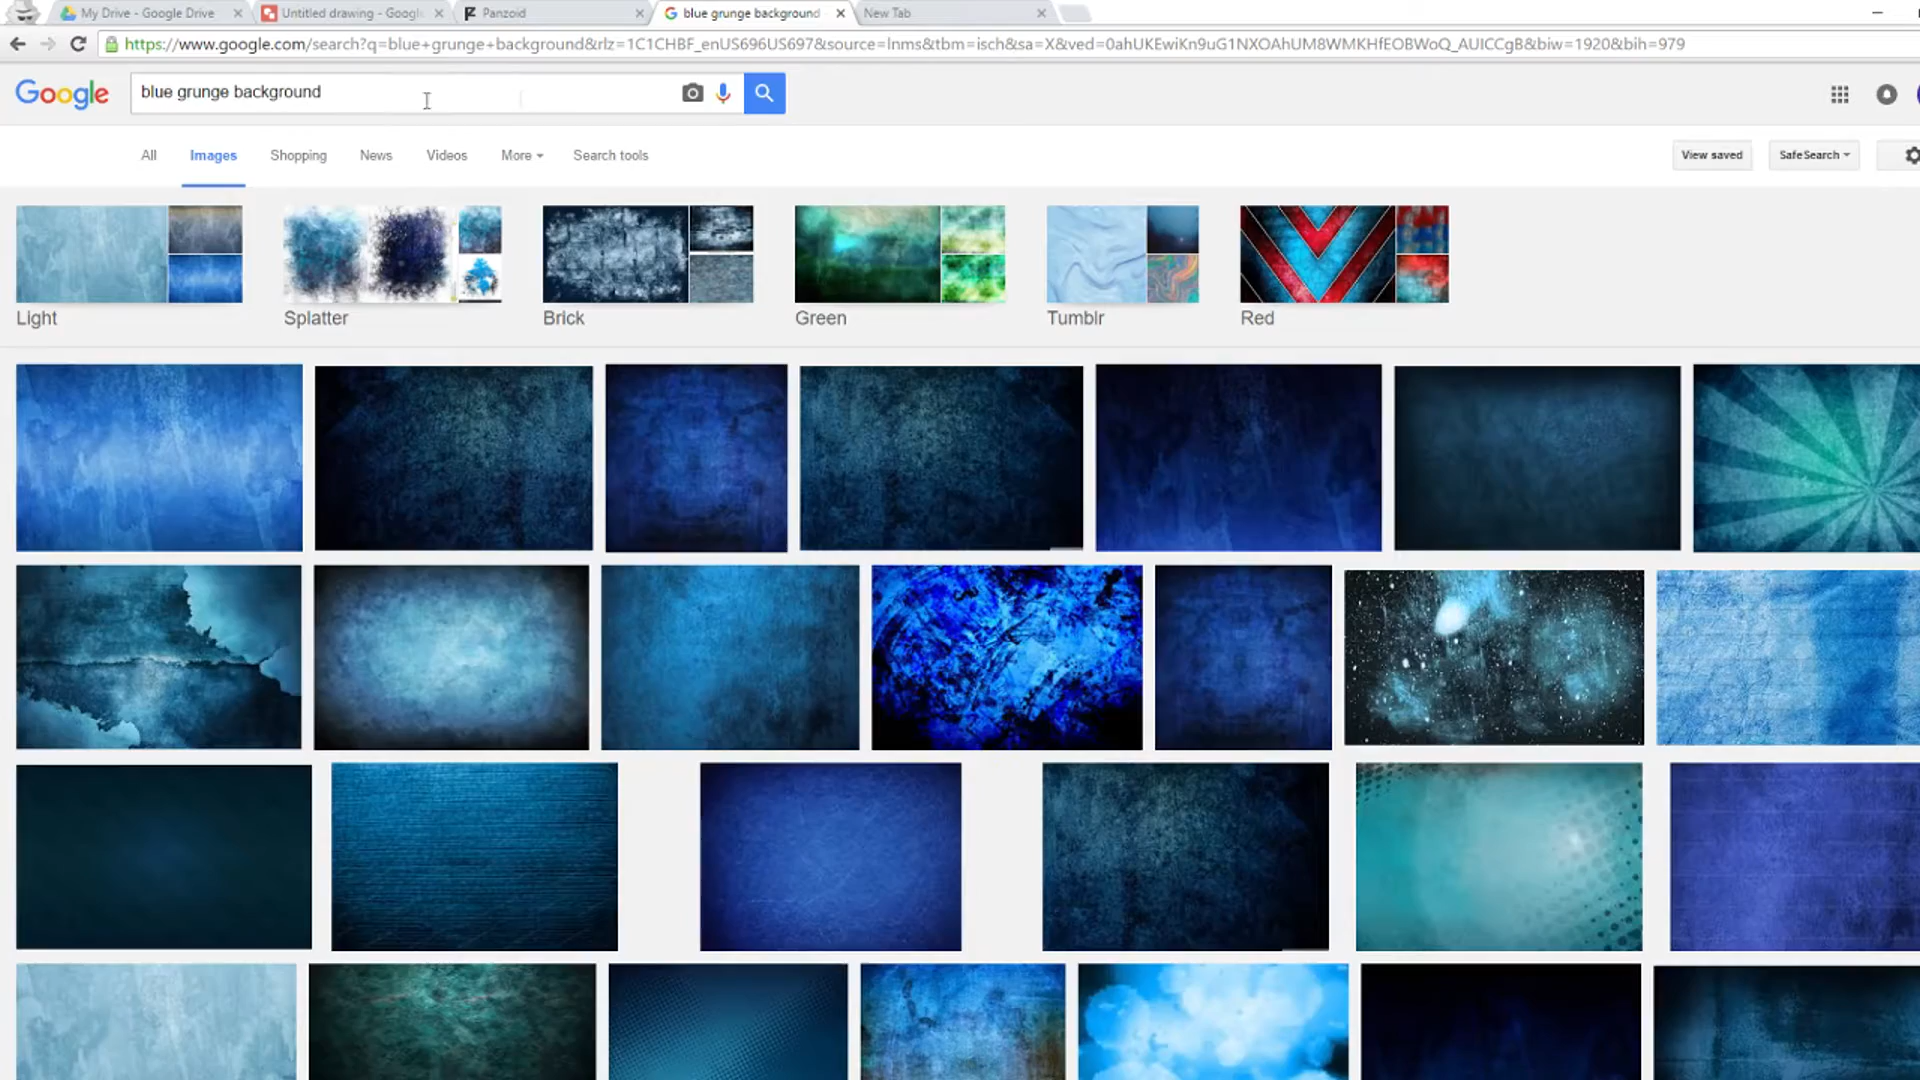 My Drive - Google Drive
Untitled drawing - Googl
Panzoid
blue grunge background
New Tab
https://www.google.com/search?q=blue+grunge+background&rlz=1C1CHBF_enUS696US697&source=lnms&tbm=isch&sa=X&ved=0ahUKEwiKn9uG1NXOAhUM8WMKHfEOBWoQ_AUICCgB&biw=1920&bih=979
Google
blue grunge background
All
Images
Shopping
News
Videos
More
Search tools
View saved
SafeSearch
Light
Splatter
Brick
Green
Tumblr
Red